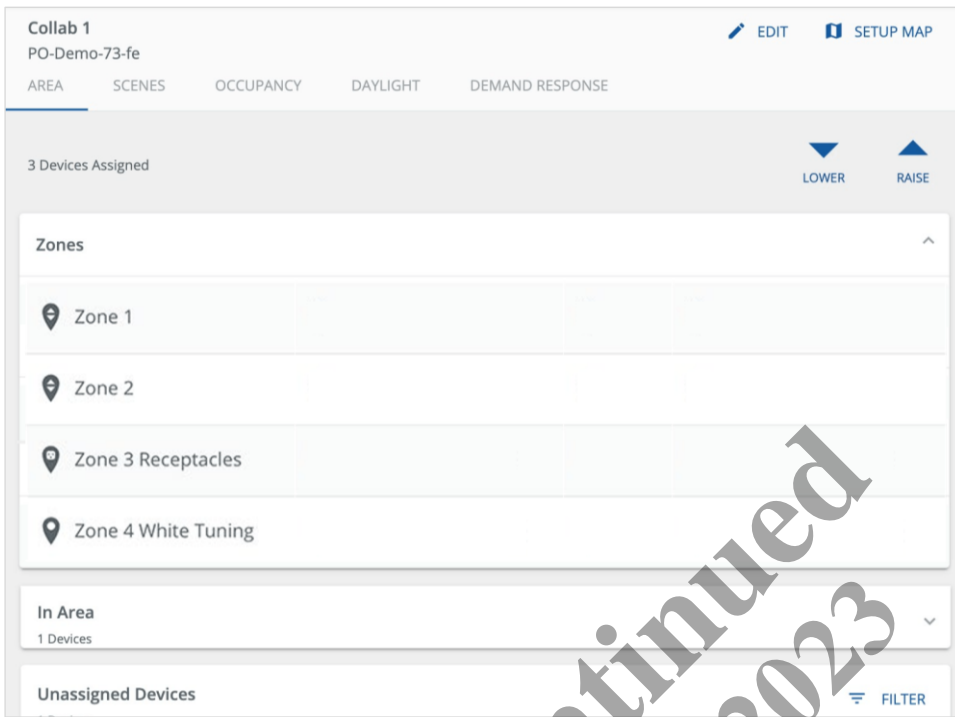 Collab 1
EDIT
SETUP MAP
PO-Demo-73-fe
AREA SCENES OCCUPANCY DAYLIGHT DEMAND RESPONSE
3 Devices Assigned
LOWER
RAISE
Zones
Zone 1
Zone 2
Zone 3 Receptacles
Zone 4 White Tuning
In Area
1 Devices
Unassigned Devices
FILTER
tinued
2023